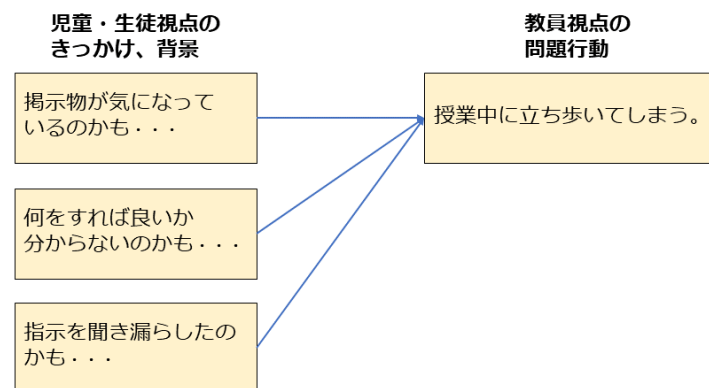 児童・生徒視点の
きっかけ、背景
教員視点の
問題行動
掲示物が気になって
いるのかも・・・
授業中に立ち歩いてしまう。
何をすれば良いか
分からないのかも・・・
指示を聞き漏らしたの
かも・・・